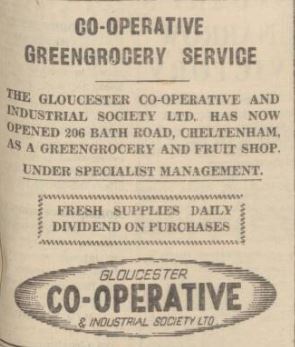 CO-OPERATIVE
GREENGROCERY SERVICE
THE GLOUCESTER CO-OPERATIVE AND
INDUSTRIAL SOCIETY LTD. HAS NOW
OPENED 206 BATH ROAD, CHELTENHAM,
AS A GREENGROCERY AND FRUIT SHOP.
UNDER SPECIALIST MANAGEMENT.
FRESH SUPPLIES DAILY
DIVIDEND ON PURCHASES
GLOUCESTER
CO-OPERATIVE
& INDUSTRIAL SOCIETY LTD